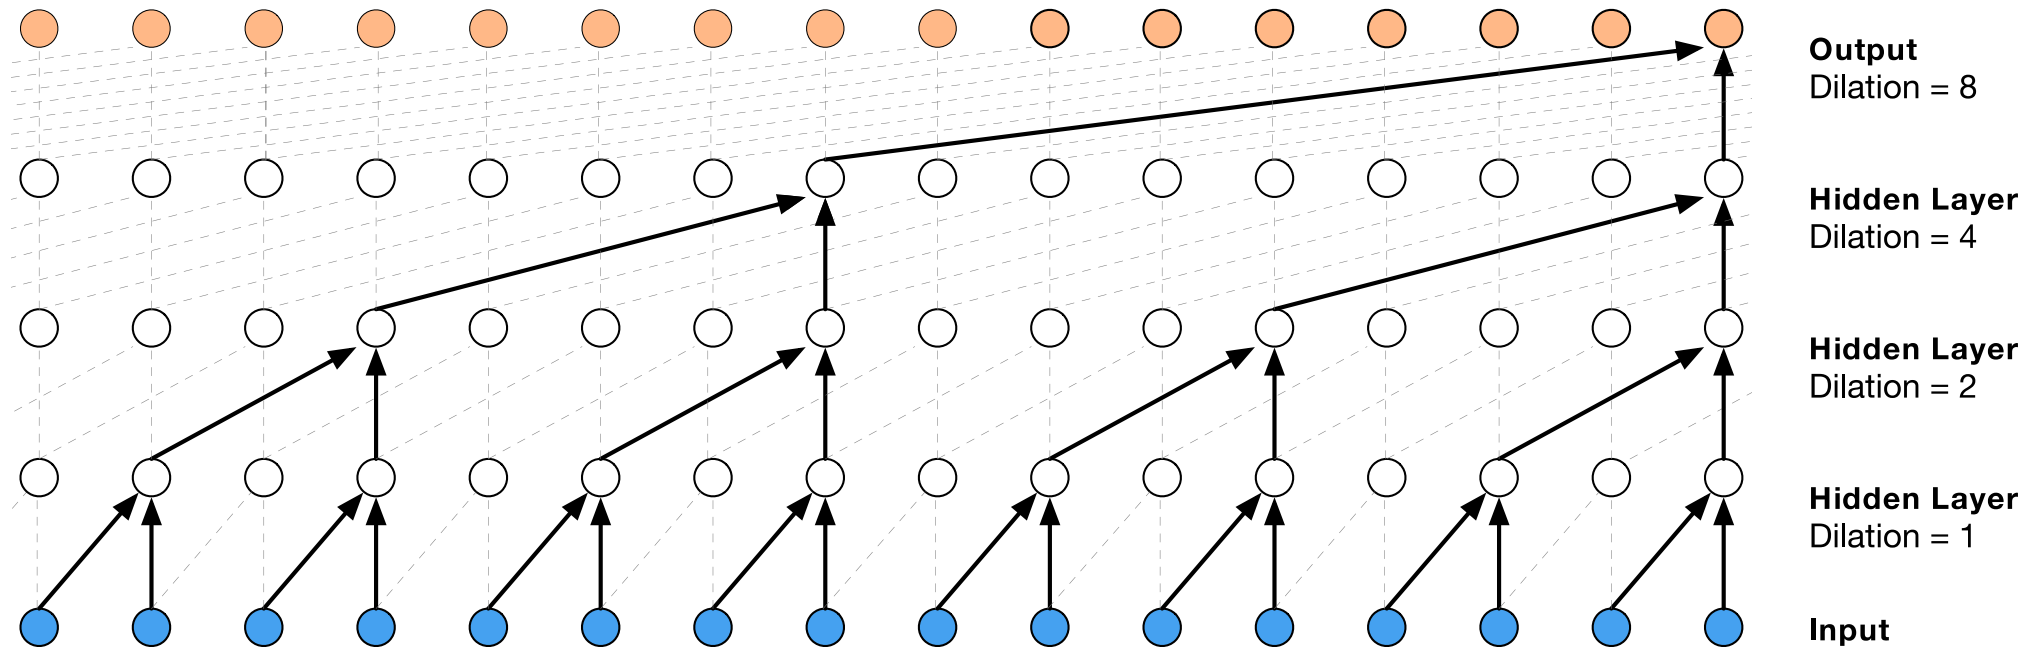 Output
Dilation = 8
Hidden Layer
Dilation = 4
Hidden Layer
Dilation = 2
Hidden Layer
Dilation = 1
Input